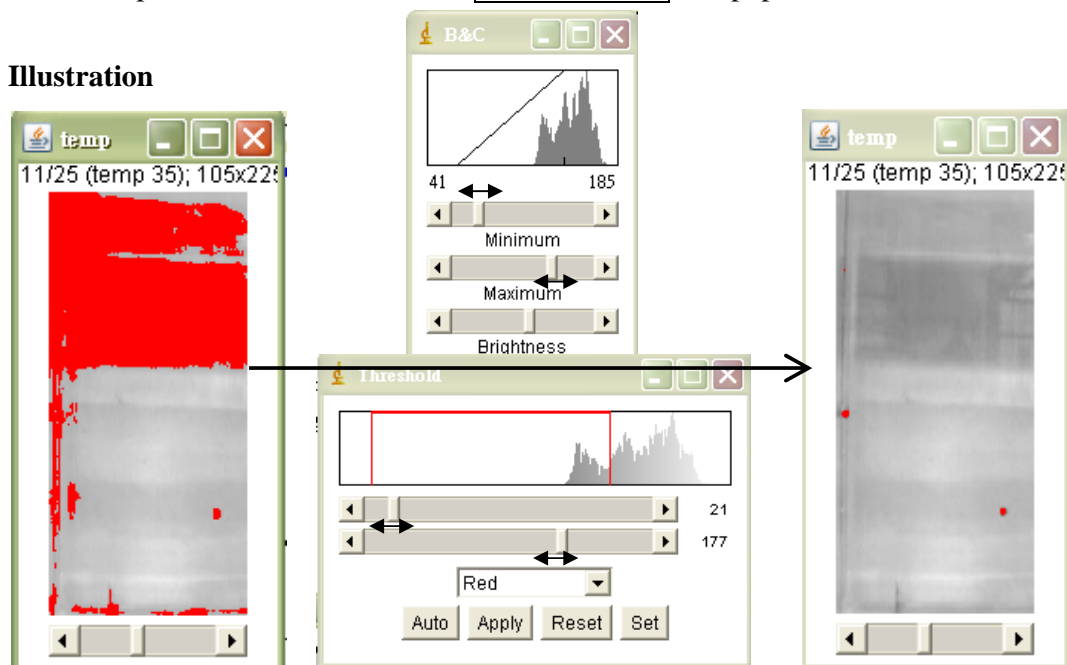 B&C
Illustration
temp
11/25 (temp 35); 105x225
41 185
Minimum
Maximum
Brightness
Threshold
21
177
Red
Auto Apply Reset Set
temp
11/25 (temp 35); 105x22